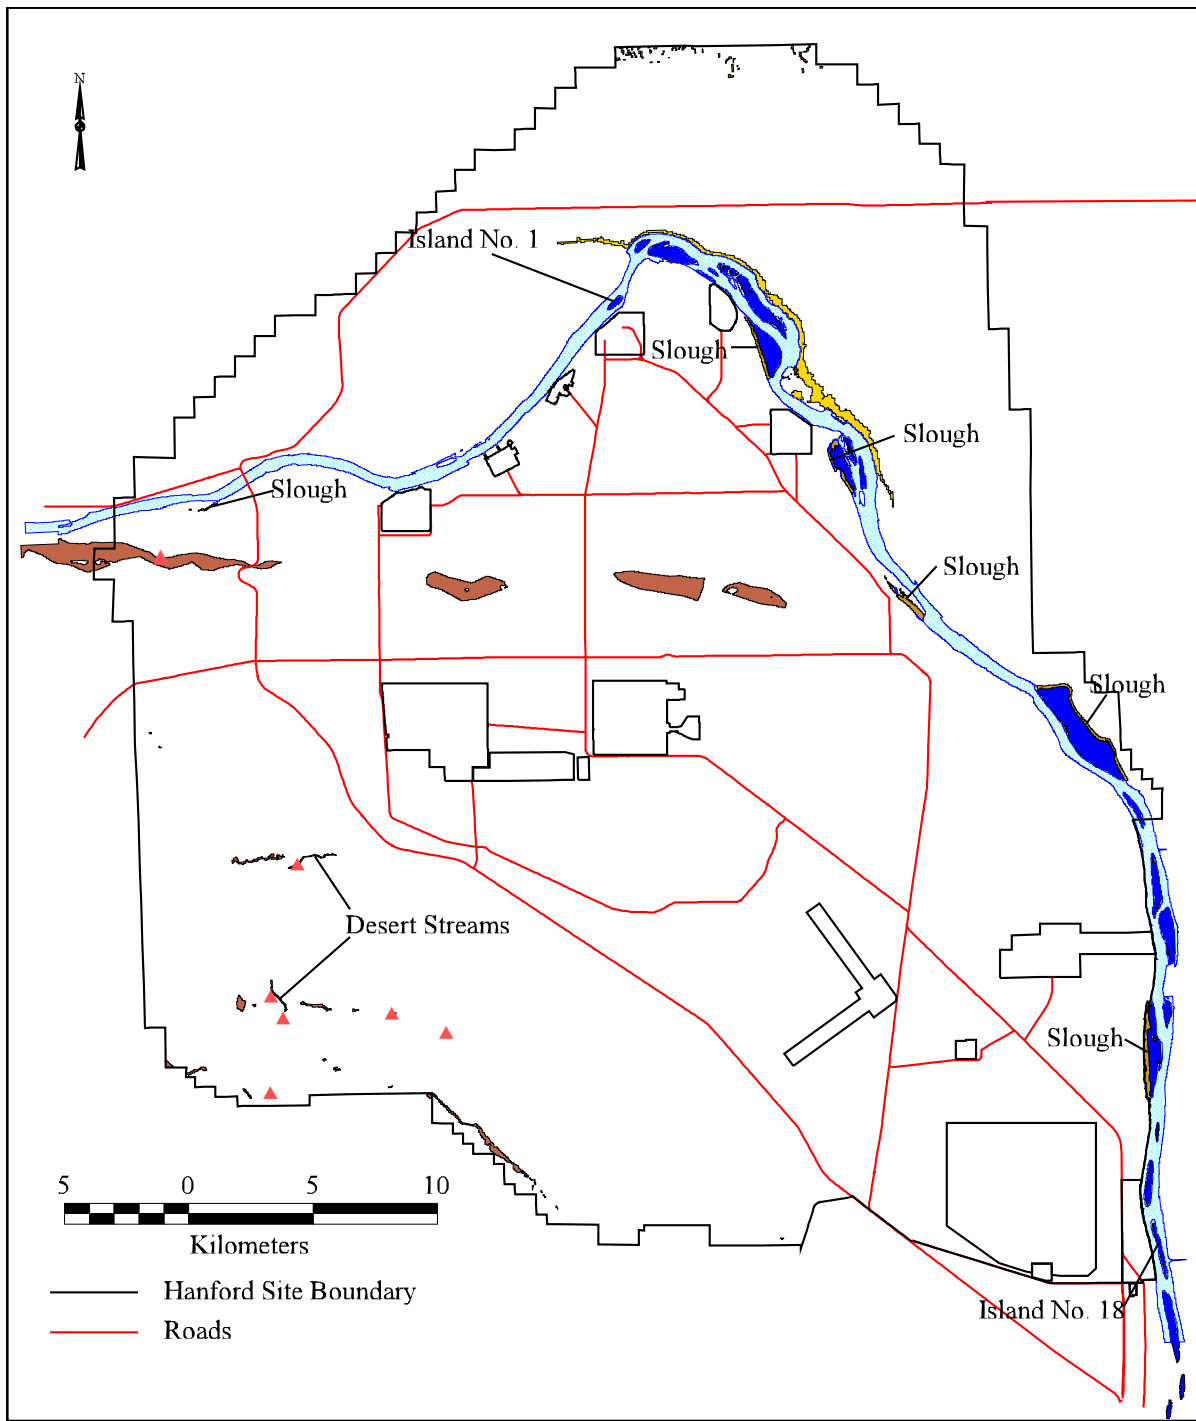 N
Island No. 1
Slough
Slough
Slough
Slough
Slough
Desert Streams
Slough
5 0 5 10
Kilometers
Hanford Site Boundary
Island No. 18
Roads